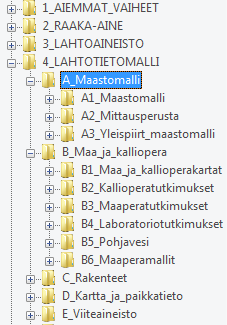 1_AIEMMAT_VAIHEET
2_RAAKA-AINE
3_LAHTOAINEISTO
4_LAHTOTIETOMALLI
A_Maastomalli
A1_Maastomalli
A2_Mittausperusta
A3_Yleispiirt_maastomalli
B_Maa_ja_kalliopera
B1_Maa_ja_kallioperakartat
B2_Kallioperatutkimukset
B3_Maaperatutkimukset
B4_Laboratoriotutkimukset
B5_Pohjavesi
B6_Maaperamallit
C_Rakenteet
D_Kartta_ja_paikkatieto
E_Viiteaineisto